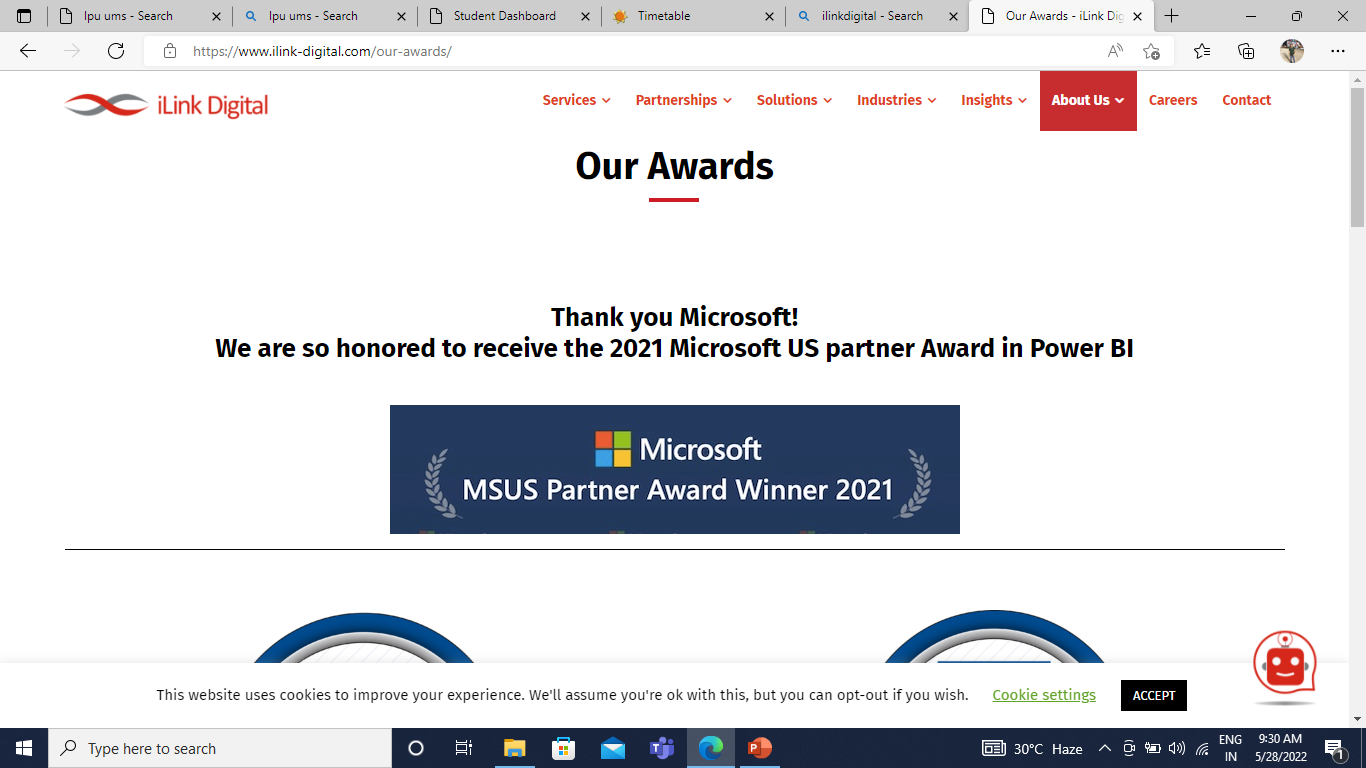 lpu ums - Search
lpu ums - Search
Student Dashboard
Timetable
ilinkdigital - Search
Our Awards - iLink Dig
https://www.ilink-digital.com/our-awards/
iLink Digital
Services
Partnerships
Solutions
Industries
Insights
About Us
Careers
Contact
Our Awards
Thank you Microsoft!
We are so honored to receive the 2021 Microsoft US partner Award in Power BI
Microsoft
MSUS Partner Award Winner 2021
This website uses cookies to improve your experience. We'll assume you're ok with this, but you can opt-out if you wish.
Cookie settings
ACCEPT
Type here to search
30°C Haze
ENG
IN
9:30 AM
5/28/2022
1